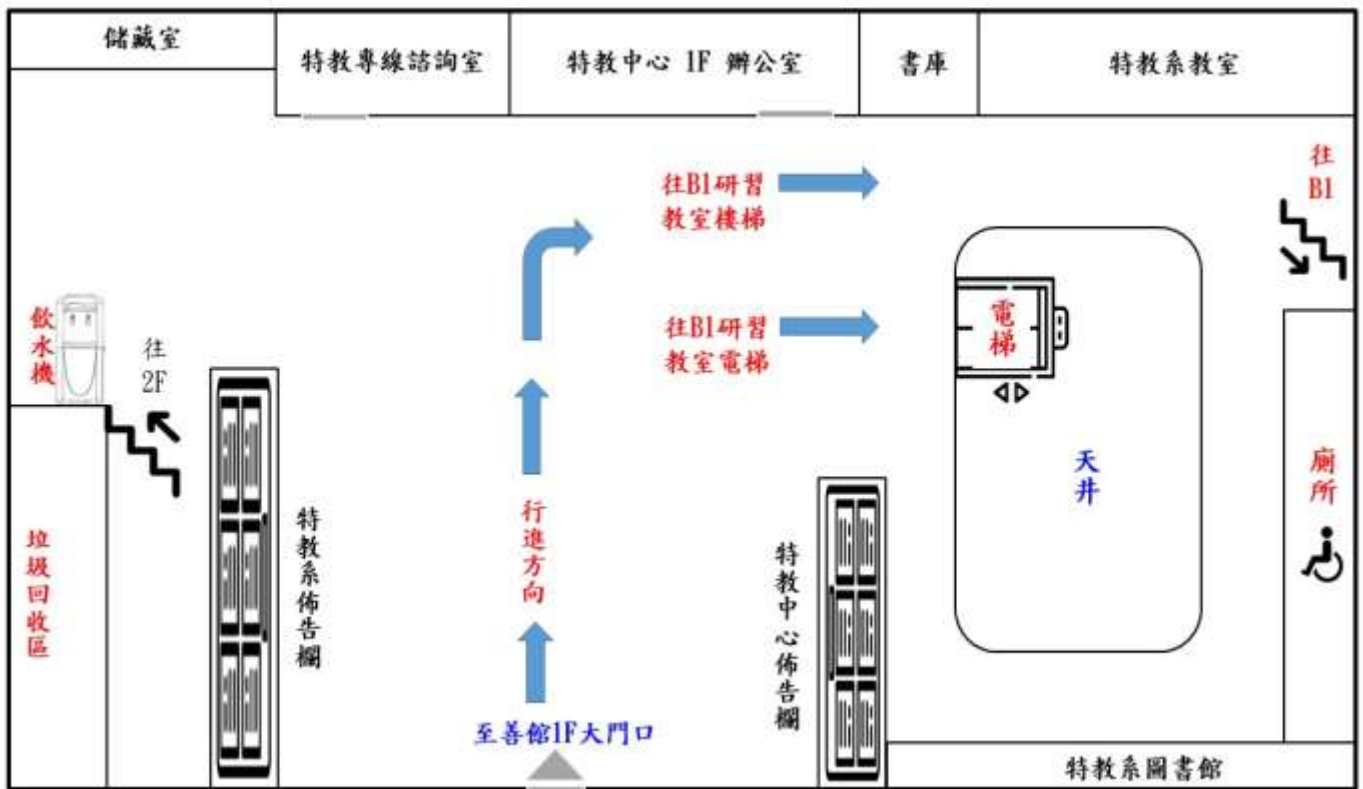 儲藏室
特教專線諮詢室
特教中心 1F 辦公室
書庫
特教系教室
往B1研習
教室樓梯
往
B1
飲水機
往
2F
往B1研習
教室電梯
電梯
天井
廁所
行進方向
特教系佈告欄
特教中心佈告欄
垃圾回收區
至善館1F大門口
特教系圖書館